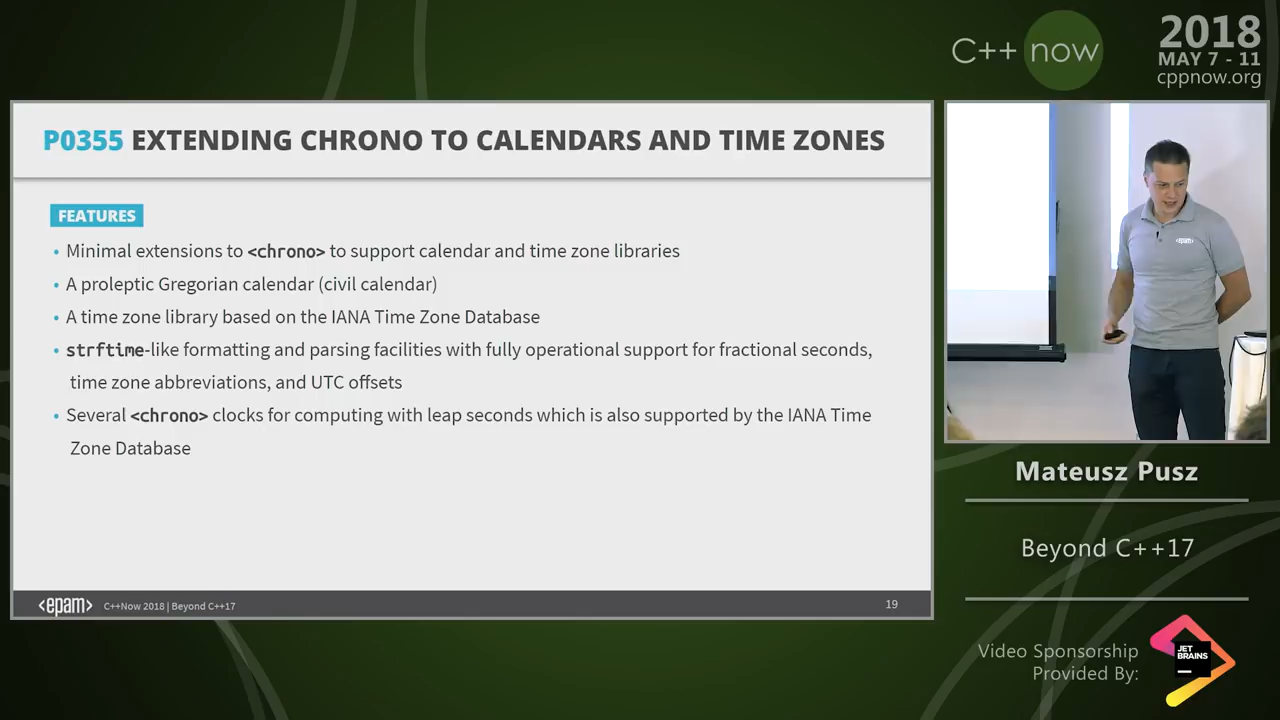 C++ now
2018
MAY 7 - 11
cppnow.org
P0355 EXTENDING CHRONO TO CALENDARS AND TIME ZONES
FEATURES
• Minimal extensions to <chrono> to support calendar and time zone libraries
• A proleptic Gregorian calendar (civil calendar)
• A time zone library based on the IANA Time Zone Database
• strftime-like formatting and parsing facilities with fully operational support for fractional seconds,
time zone abbreviations, and UTC offsets
• Several <chrono> clocks for computing with leap seconds which is also supported by the IANA Time
Zone Database
<epam> C++Now 2018 | Beyond C++17 19
<epam>
Mateusz Pusz
Beyond C++17
Video Sponsorship
Provided By:
JET
BRAINS